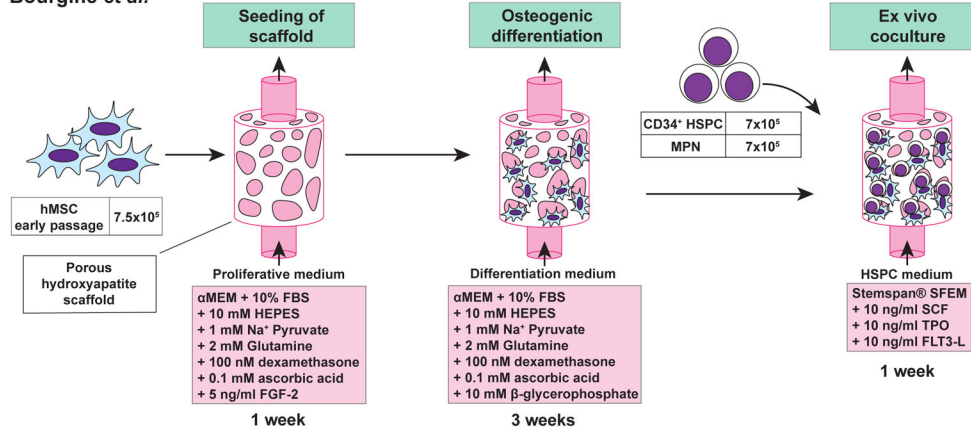 Bourgine et al.
Seeding of
scaffold
Osteogenic
differentiation
Ex vivo
coculture
CD34⁺ HSPC 7x10⁵
MPN 7x10⁵
hMSC
early passage 7.5x10⁵
Porous
hydroxyapatite
scaffold
Proliferative medium
αMEM + 10% FBS
+ 10 mM HEPES
+ 1 mM Na⁺ Pyruvate
+ 2 mM Glutamine
+ 100 nM dexamethasone
+ 0.1 mM ascorbic acid
+ 5 ng/ml FGF-2
1 week
Differentiation medium
αMEM + 10% FBS
+ 10 mM HEPES
+ 1 mM Na⁺ Pyruvate
+ 2 mM Glutamine
+ 100 nM dexamethasone
+ 0.1 mM ascorbic acid
+ 10 mM β-glycerophosphate
3 weeks
HSPC medium
Stemspan® SFEM
+ 10 ng/ml SCF
+ 10 ng/ml TPO
+ 10 ng/ml FLT3-L
1 week